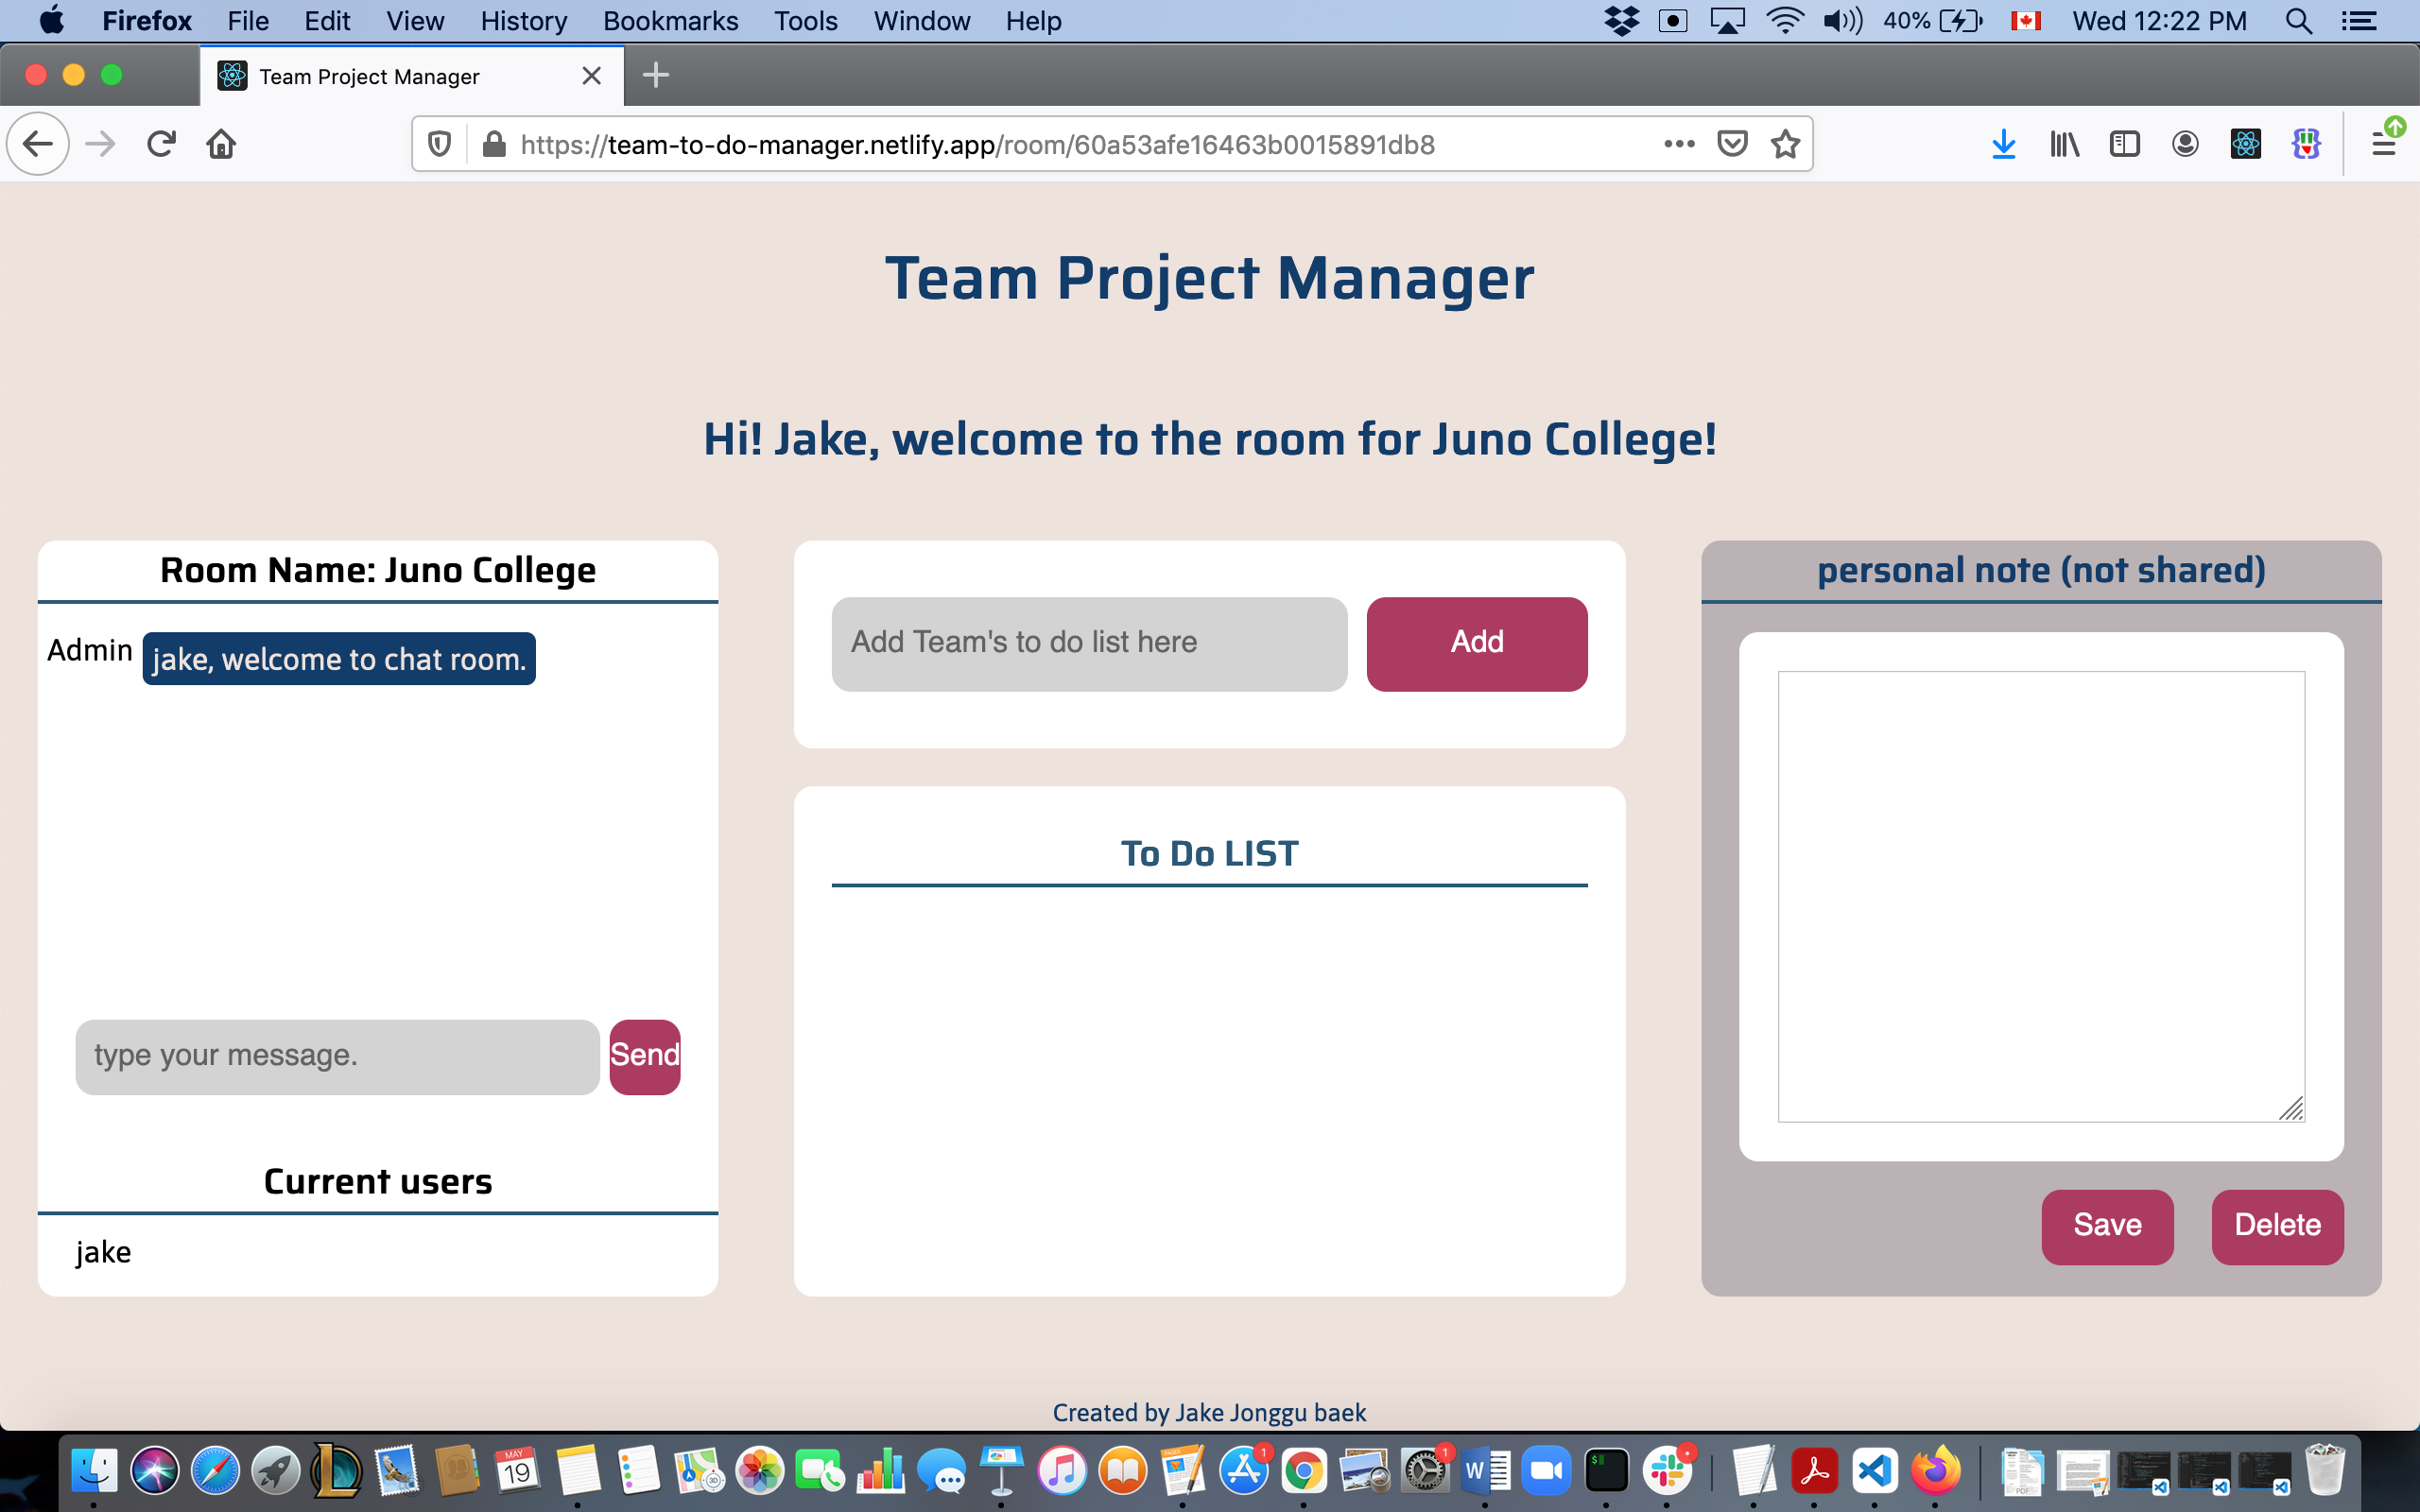 Firefox File Edit View History Bookmarks Tools Window Help 40% Wed 12:22 PM
Team Project Manager
https://team-to-do-manager.netlify.app/room/60a53afe16463b0015891db8
Team Project Manager
Hi! Jake, welcome to the room for Juno College!
Room Name: Juno College
Admin jake, welcome to chat room.
type your message. Send
Current users
jake
Add Team's to do list here Add
To Do LIST
personal note (not shared)
Save Delete
Created by Jake Jonggu baek
MAY
19
1
1